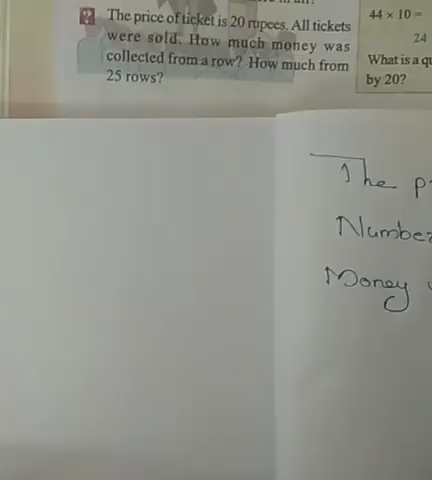 The price of ticket is 20 rupees. All tickets
were sold. How much money was
collected from a row? How much from
25 rows?
44 × 10 =
24
What is a
by 20?
The
Number
Money